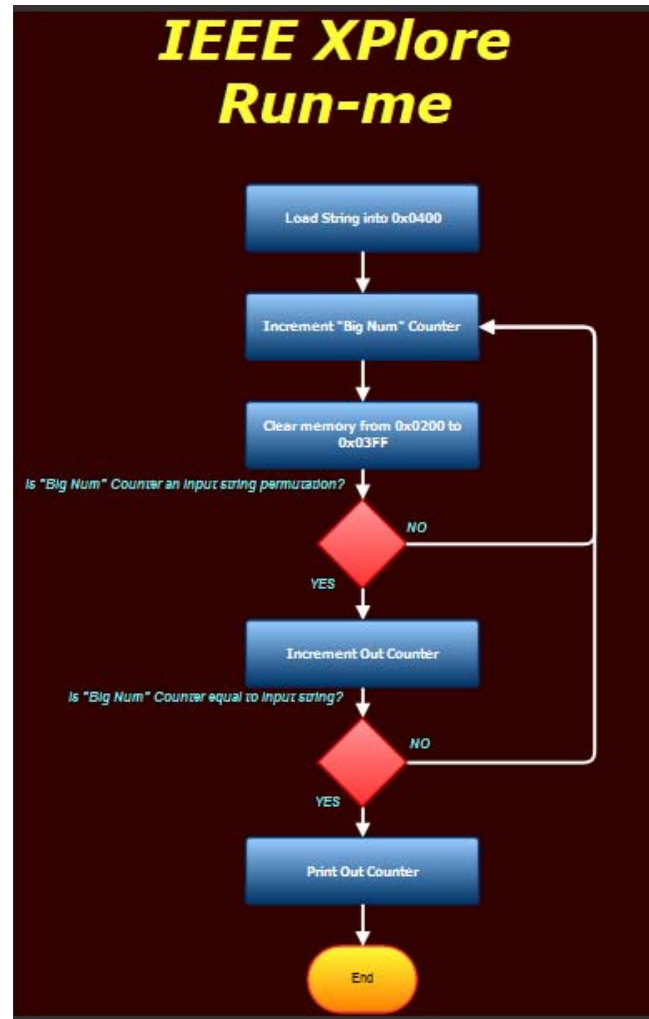 IEEE XPlore
Run-me
Load String into 0x0400
Increment "Big Num" Counter
Clear memory from 0x0200 to
0x03FF
Is "Big Num" Counter an input string permutation?
NO
YES
Increment Out Counter
Is "Big Num" Counter equal to input string?
NO
YES
Print Out Counter
End